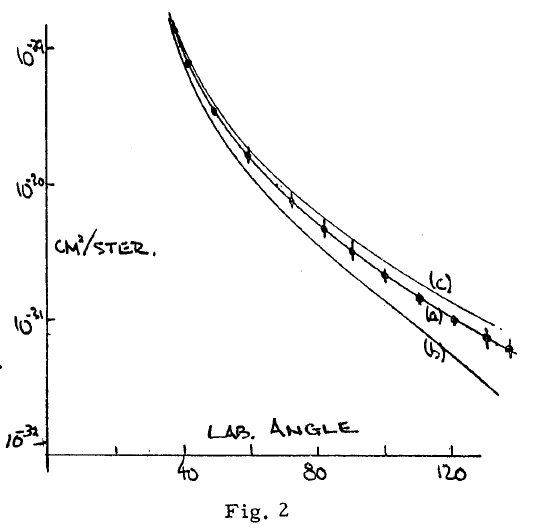 10⁻²⁹
10⁻³⁰
CM²/STER.
(c)
(a)
10⁻³¹
(b)
LAB. ANGLE
10⁻³²
40 80 120
Fig. 2